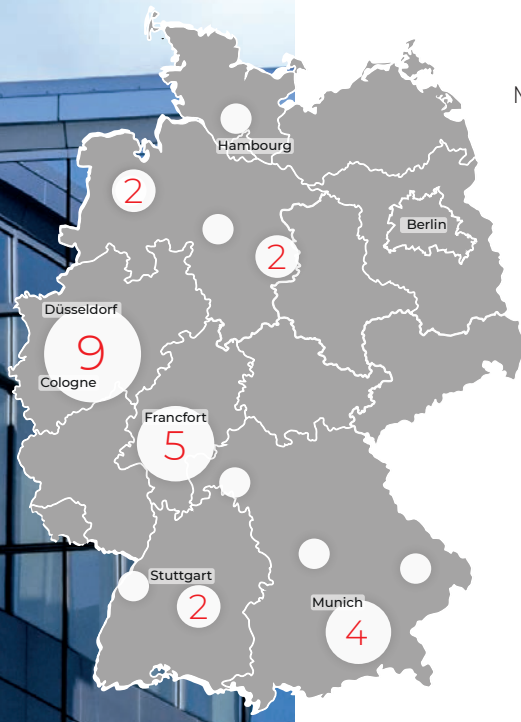 N
Hambourg
2
Berlin
2
Düsseldorf
9
Cologne
Francfort
5
Stuttgart
2
Munich
4